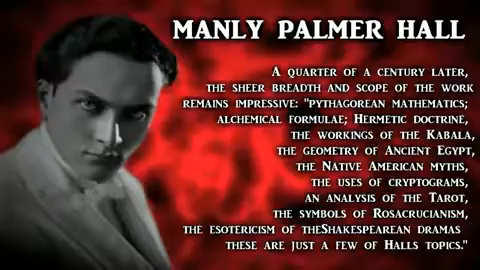 MANLY PALMER HALL
A QUARTER OF A CENTURY LATER,
THE SHEER BREADTH AND SCOPE OF THE WORK
REMAINS IMPRESSIVE: "PYTHAGOREAN MATHEMATICS;
ALCHEMICAL FORMULAE; HERMETIC DOCTRINE,
THE WORKINGS OF THE KABALA,
THE GEOMETRY OF ANCIENT EGYPT,
THE NATIVE AMERICAN MYTHS,
THE USES OF CRYPTOGRAMS,
AN ANALYSIS OF THE TAROT,
THE SYMBOLS OF ROSACRUCIANISM,
THE ESOTERICISM OF THESHAKESPEAREAN DRAMAS
THESE ARE JUST A FEW OF HALLS TOPICS."